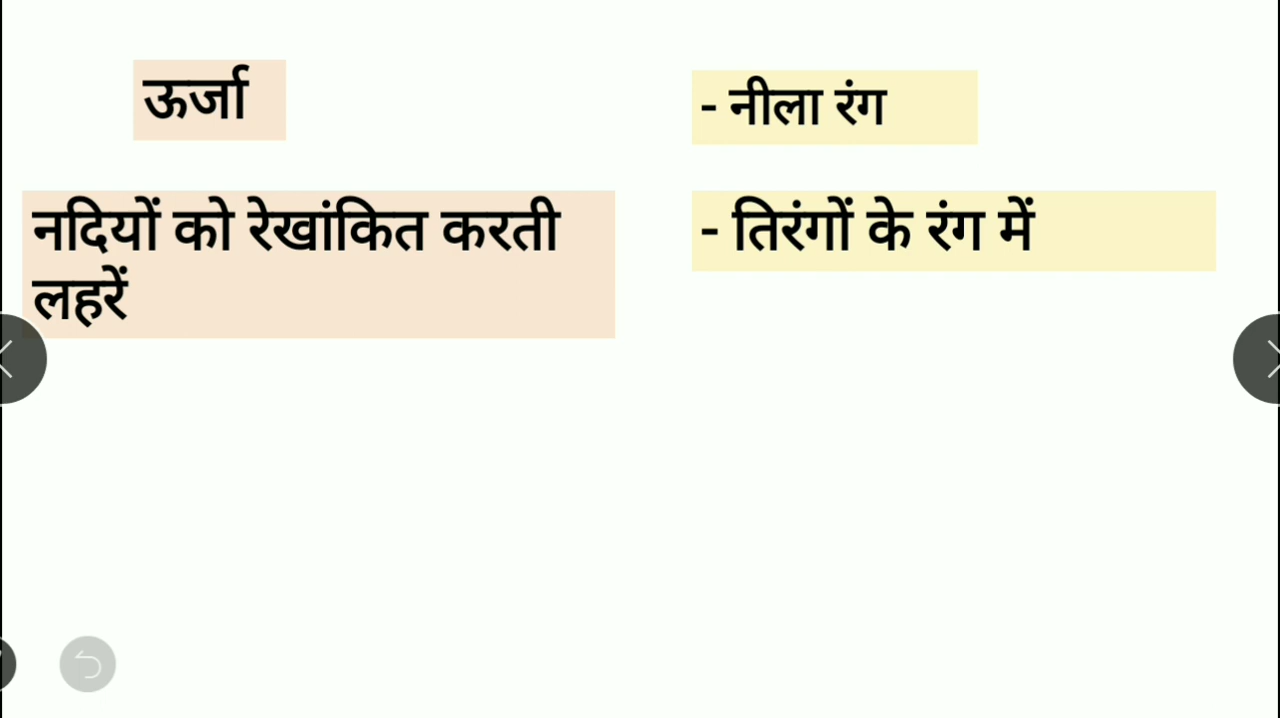 ऊर्जा
- नीला रंग
नदियों को रेखांकित करती
लहरें
- तिरंगों के रंग में